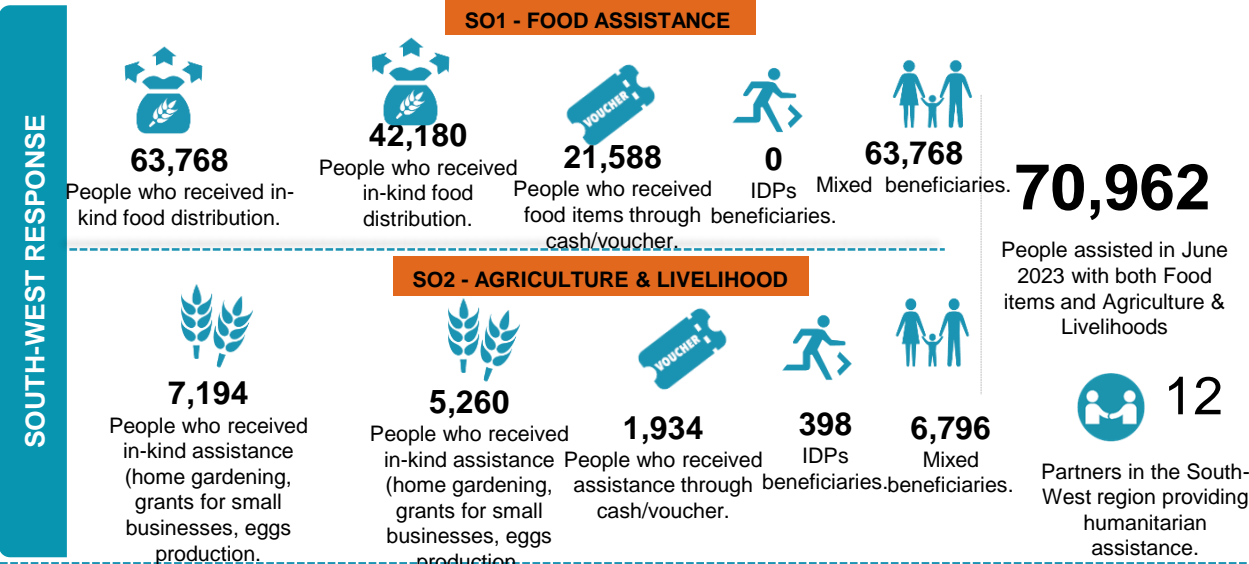 SOUTH-WEST RESPONSE
SO1 - FOOD ASSISTANCE
63,768
People who received in-
kind food distribution.
42,180
People who received
in-kind food
distribution.
VOUCHER
21,588
People who received
food items through
cash/voucher.
0
IDPs
beneficiaries.
63,768
Mixed beneficiaries.
70,962
People assisted in June
2023 with both Food
items and Agriculture &
Livelihoods
SO2 - AGRICULTURE & LIVELIHOOD
7,194
People who received
in-kind assistance
(home gardening,
grants for small
businesses, eggs
production.
5,260
People who received
in-kind assistance
(home gardening,
grants for small
businesses, eggs
production
VOUCHER
1,934
People who received
assistance through
cash/voucher.
398
IDPs
beneficiaries.
6,796
Mixed
beneficiaries.
12
Partners in the South-
West region providing
humanitarian
assistance.